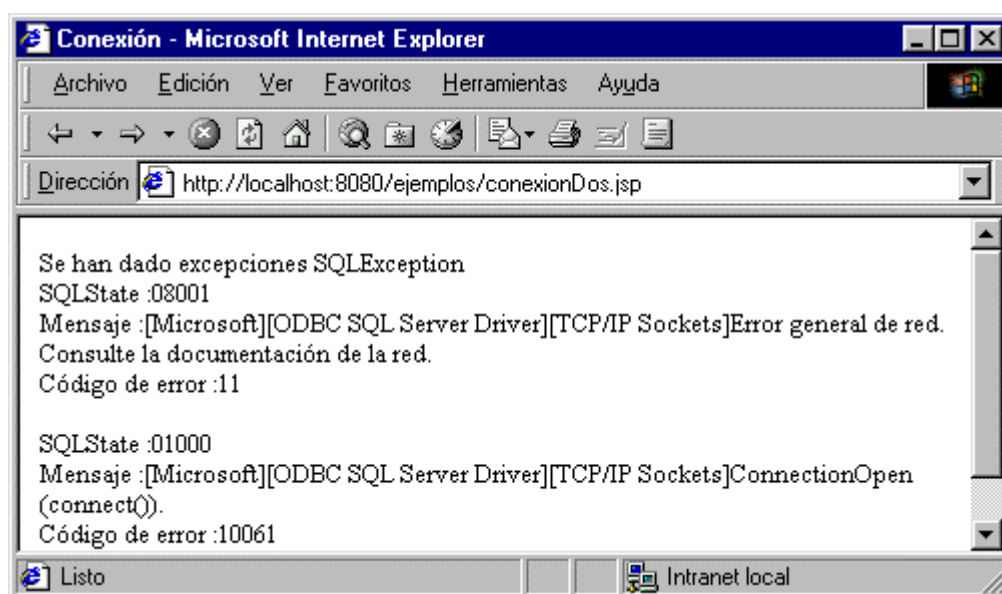 Conexión - Microsoft Internet Explorer
Archivo Edición Ver Favoritos Herramientas Ayuda
Dirección http://localhost:8080/ejemplos/conexionDos.jsp
Se han dado excepciones SQLException
SQLState :08001
Mensaje :[Microsoft][ODBC SQL Server Driver][TCP/IP Sockets]Error general de red.
Consulte la documentación de la red.
Código de error :11
SQLState :01000
Mensaje :[Microsoft][ODBC SQL Server Driver][TCP/IP Sockets]ConnectionOpen
(connect()).
Código de error :10061
Listo
Intranet local